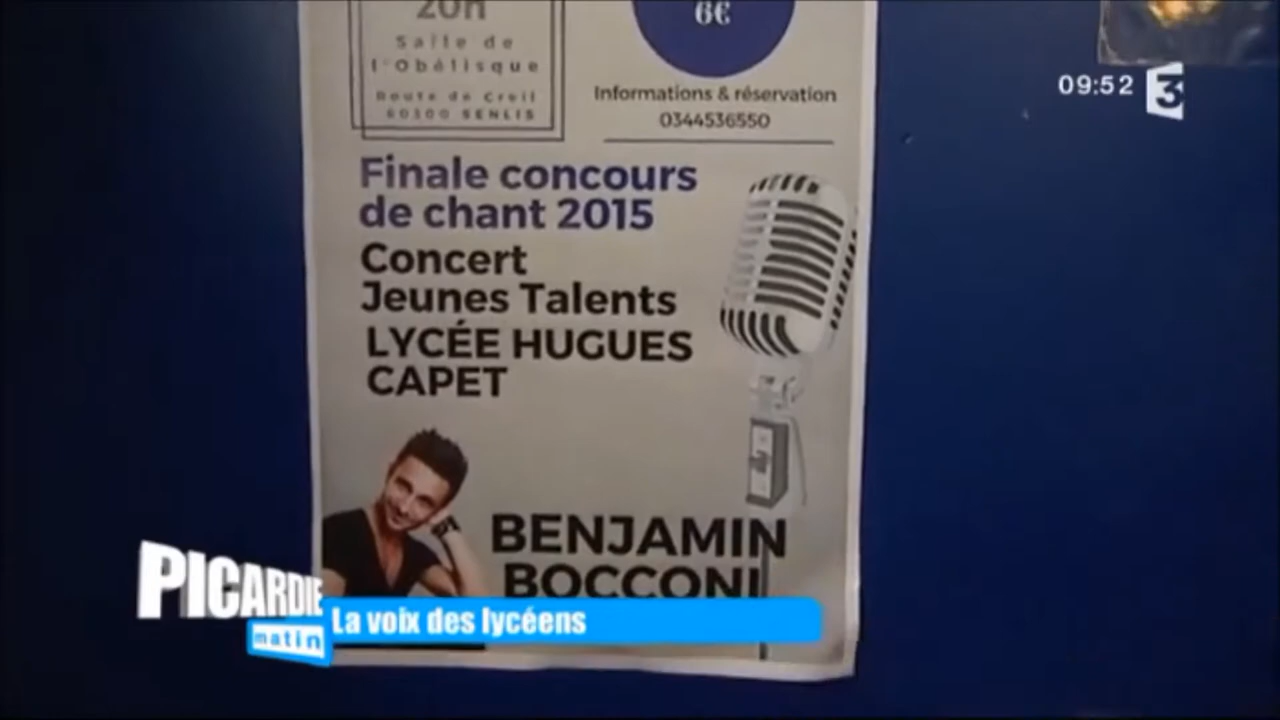 20h
Salle de
l'Obélisque
Route de Creil
60300 SENLIS
6€
Informations & réservation
0344536550
09:52 3
Finale concours
de chant 2015
Concert
Jeunes Talents
LYCÉE HUGUES
CAPET
BENJAMIN
BOCCONI
PICARDIE
matin
La voix des lycéens